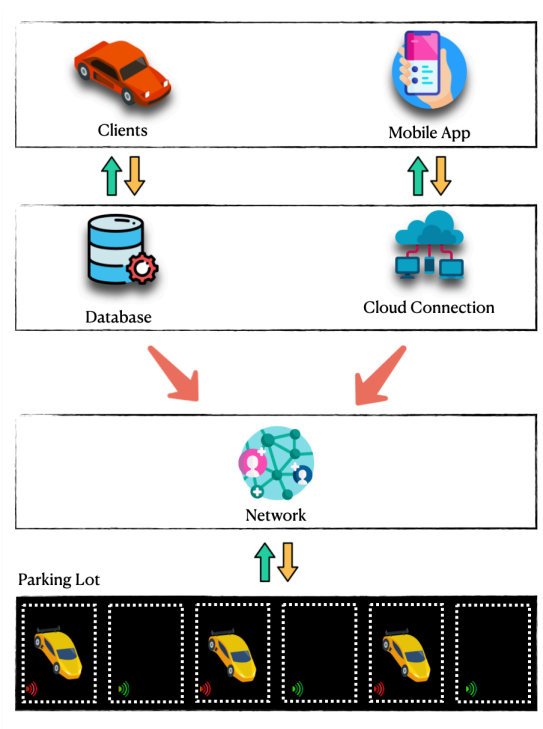 Clients
Mobile App
Database
Cloud Connection
Network
Parking Lot